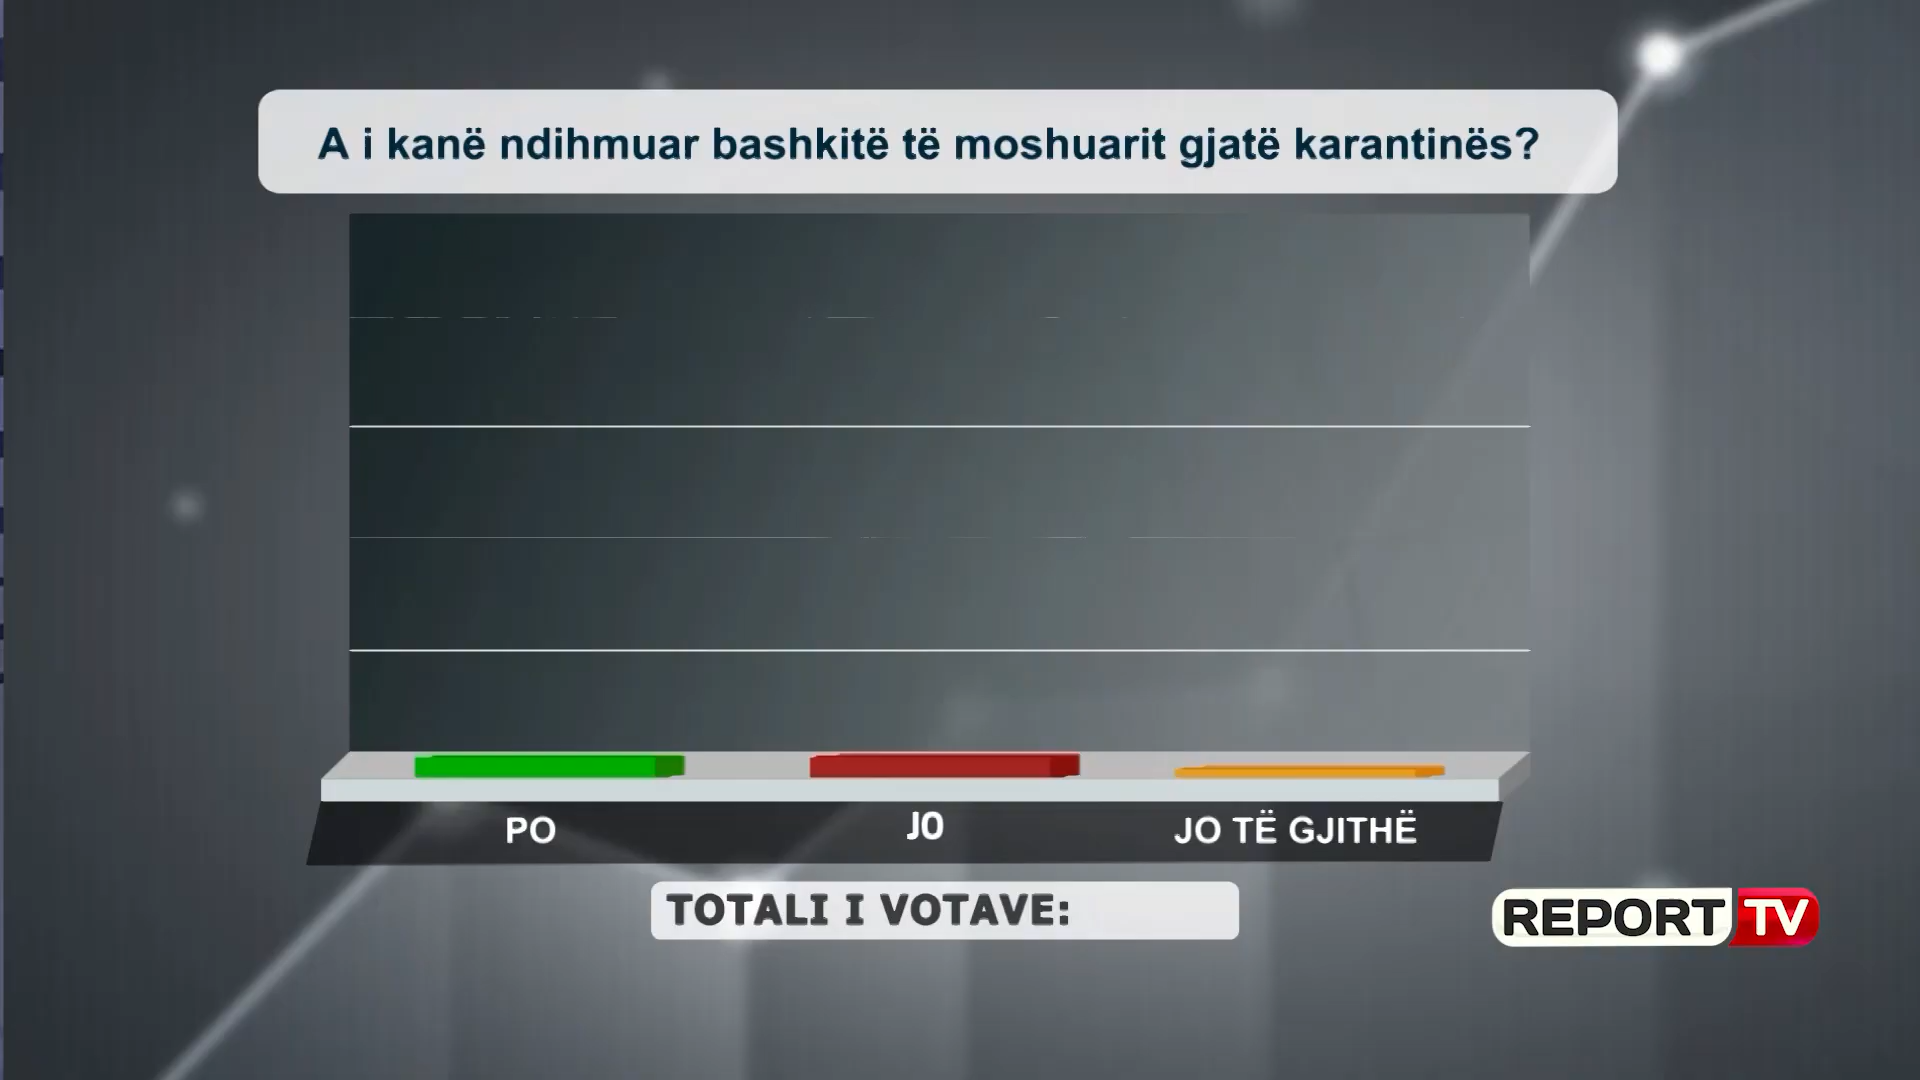 A i kanë ndihmuar bashkitë të moshuarit gjatë karantinës?
PO
JO
JO TË GJITHË
TOTALI I VOTAVE:
REPORT TV